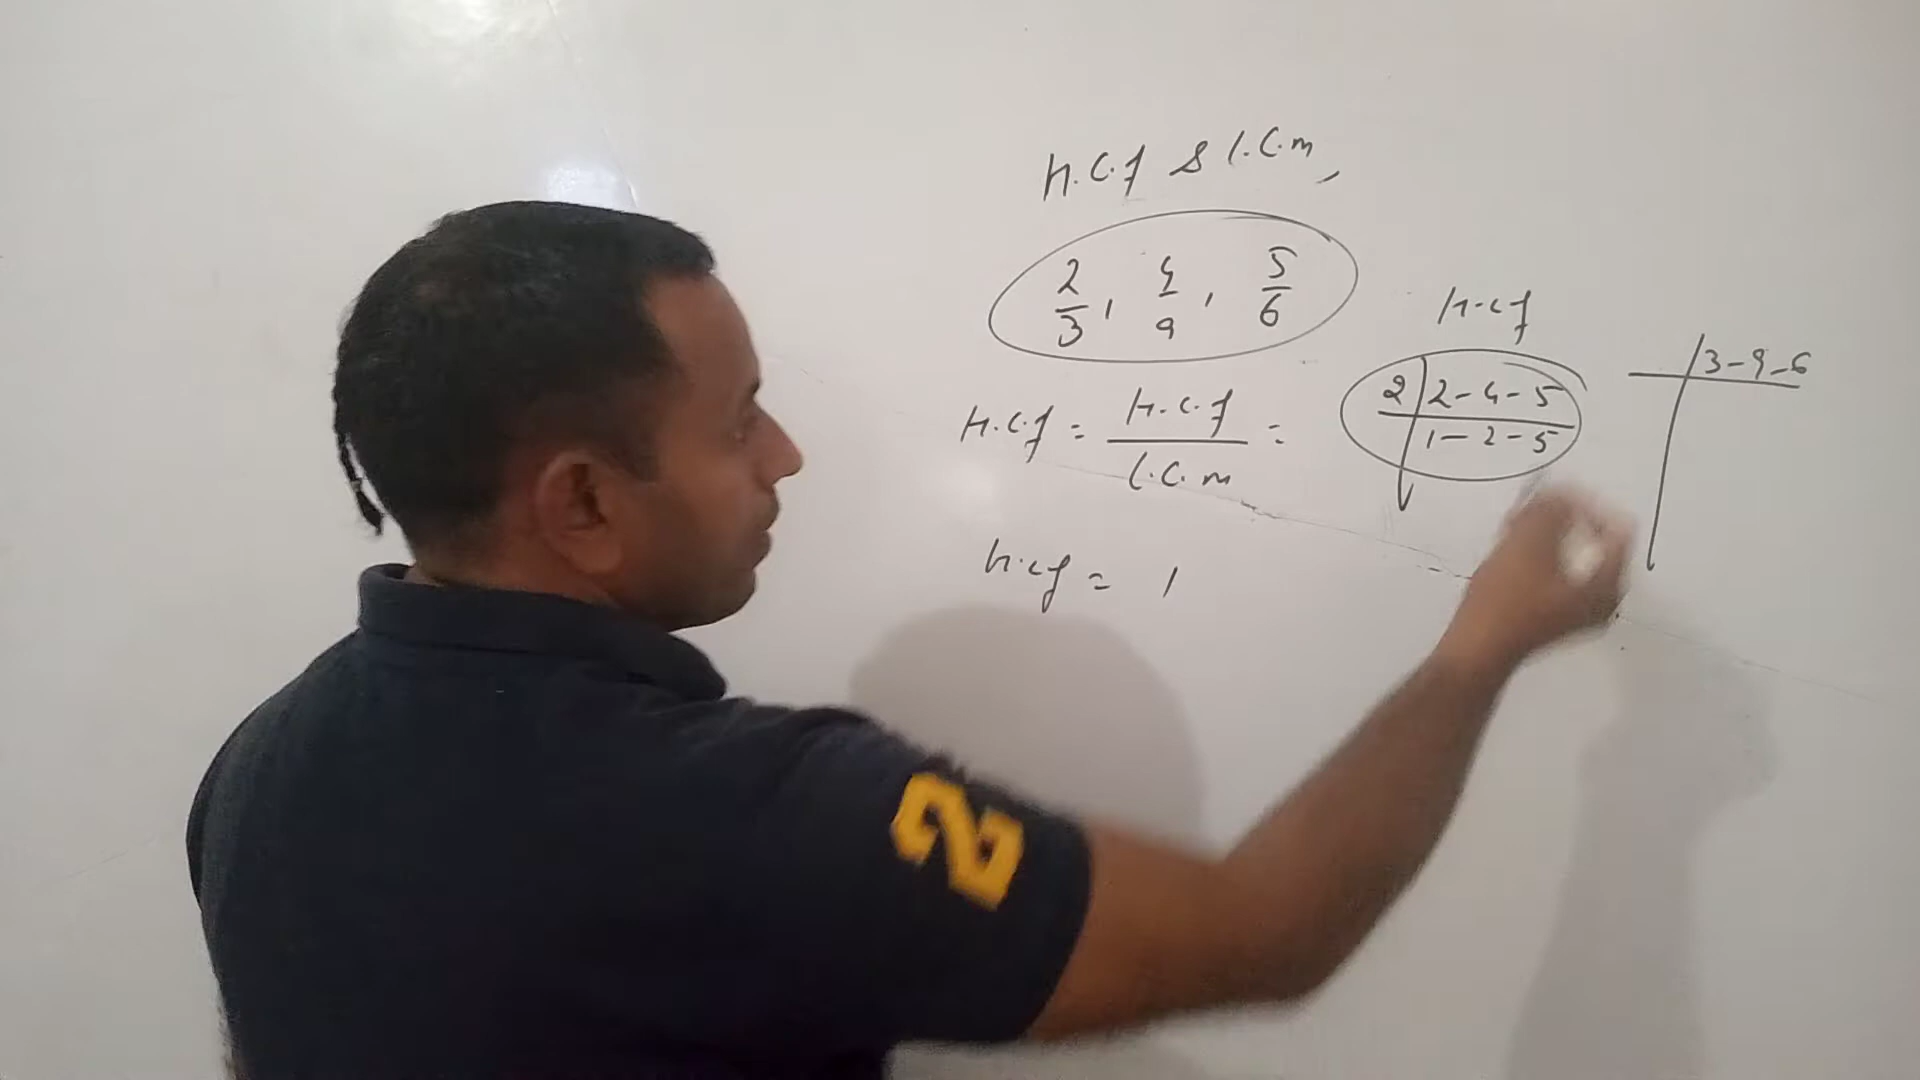 H.C.f & L.C.m,
2/3, 4/9, 5/6
H.C.f = H.C.f / L.C.m =
h.c.f
2 | 2 - 4 - 5
1 - 2 - 5
3 - 9 - 6
h.c.f = 1
2